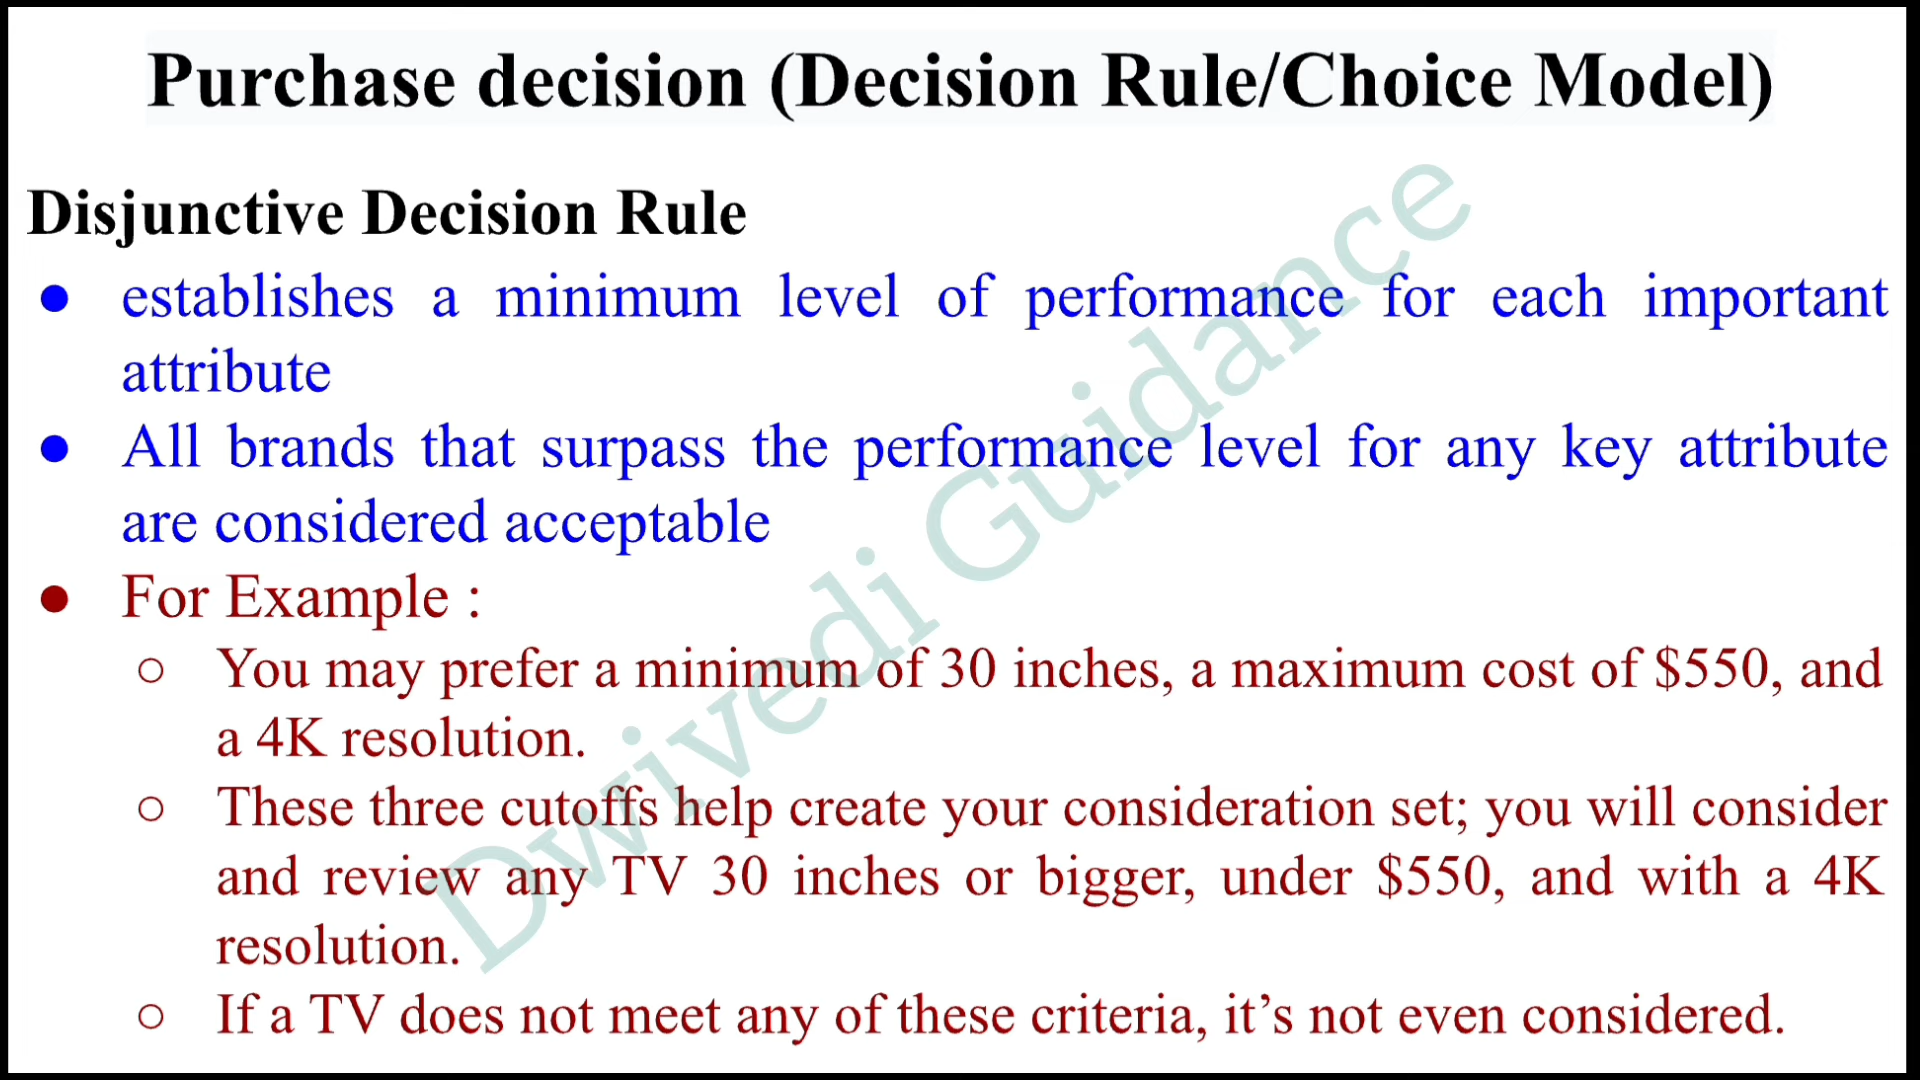 Purchase decision (Decision Rule/Choice Model)
Disjunctive Decision Rule
● establishes a minimum level of performance for each important
attribute
● All brands that surpass the performance level for any key attribute
are considered acceptable
● For Example :
○ You may prefer a minimum of 30 inches, a maximum cost of $550, and
a 4K resolution.
○ These three cutoffs help create your consideration set; you will consider
and review any TV 30 inches or bigger, under $550, and with a 4K
resolution.
○ If a TV does not meet any of these criteria, it’s not even considered.
Dwivedi Guidance